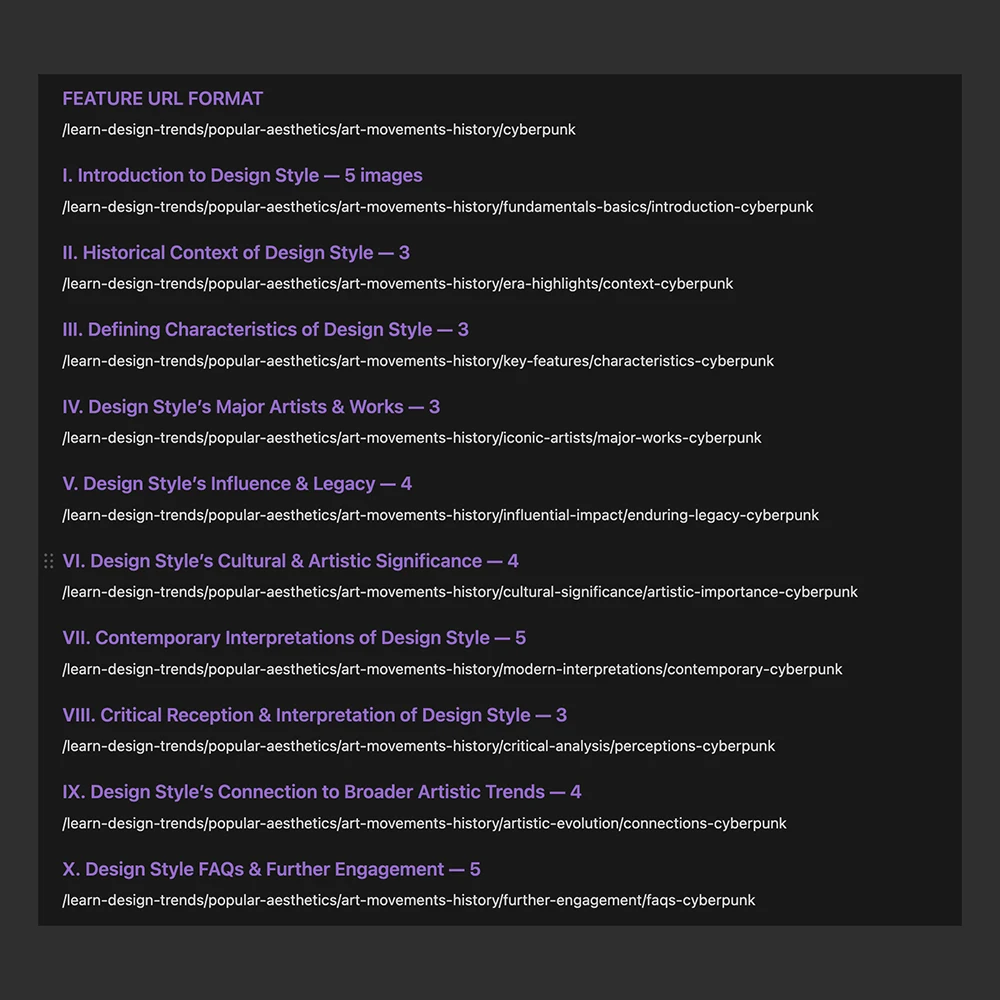 FEATURE URL FORMAT
/learn-design-trends/popular-aesthetics/art-movements-history/cyberpunk
I. Introduction to Design Style — 5 images
/learn-design-trends/popular-aesthetics/art-movements-history/fundamentals-basics/introduction-cyberpunk
II. Historical Context of Design Style — 3
/learn-design-trends/popular-aesthetics/art-movements-history/era-highlights/context-cyberpunk
III. Defining Characteristics of Design Style — 3
/learn-design-trends/popular-aesthetics/art-movements-history/key-features/characteristics-cyberpunk
IV. Design Style’s Major Artists & Works — 3
/learn-design-trends/popular-aesthetics/art-movements-history/iconic-artists/major-works-cyberpunk
V. Design Style’s Influence & Legacy — 4
/learn-design-trends/popular-aesthetics/art-movements-history/influential-impact/enduring-legacy-cyberpunk
VI. Design Style’s Cultural & Artistic Significance — 4
/learn-design-trends/popular-aesthetics/art-movements-history/cultural-significance/artistic-importance-cyberpunk
VII. Contemporary Interpretations of Design Style — 5
/learn-design-trends/popular-aesthetics/art-movements-history/modern-interpretations/contemporary-cyberpunk
VIII. Critical Reception & Interpretation of Design Style — 3
/learn-design-trends/popular-aesthetics/art-movements-history/critical-analysis/perceptions-cyberpunk
IX. Design Style’s Connection to Broader Artistic Trends — 4
/learn-design-trends/popular-aesthetics/art-movements-history/artistic-evolution/connections-cyberpunk
X. Design Style FAQs & Further Engagement — 5
/learn-design-trends/popular-aesthetics/art-movements-history/further-engagement/faqs-cyberpunk